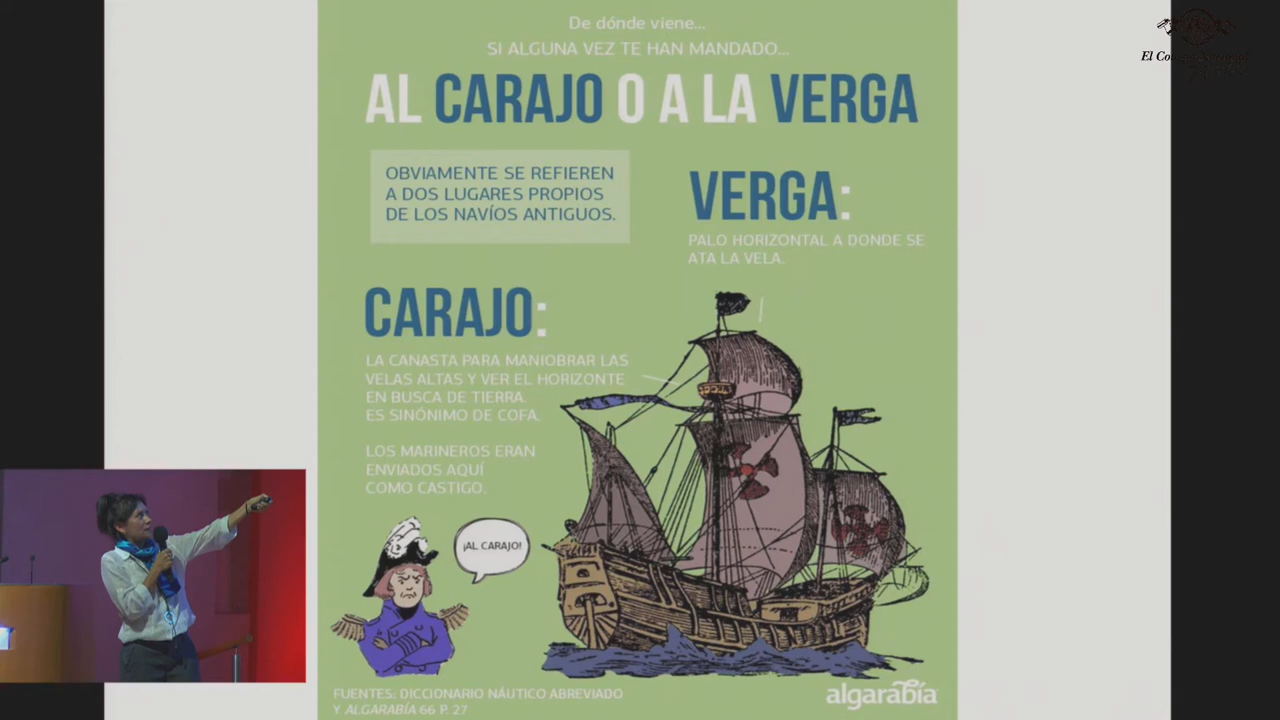 De dónde viene...
SI ALGUNA VEZ TE HAN MANDADO...
AL CARAJO O A LA VERGA
OBVIAMENTE SE REFIEREN
A DOS LUGARES PROPIOS
DE LOS NAVÍOS ANTIGUOS.
VERGA:
PALO HORIZONTAL A DONDE SE
ATA LA VELA.
CARAJO:
LA CANASTA PARA MANIOBRAR LAS
VELAS ALTAS Y VER EL HORIZONTE
EN BUSCA DE TIERRA.
ES SINÓNIMO DE COFA.
LOS MARINEROS ERAN
ENVIADOS AQUÍ
COMO CASTIGO.
¡AL CARAJO!
FUENTES: DICCIONARIO NÁUTICO ABREVIADO
Y ALGARABÍA 66 P. 27
algarabía
El